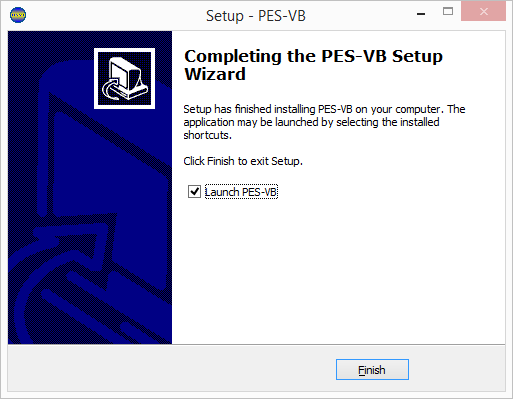 Setup - PES-VB
Completing the PES-VB Setup
Wizard
Setup has finished installing PES-VB on your computer. The
application may be launched by selecting the installed
shortcuts.
Click Finish to exit Setup.
Launch PES-VB
Finish